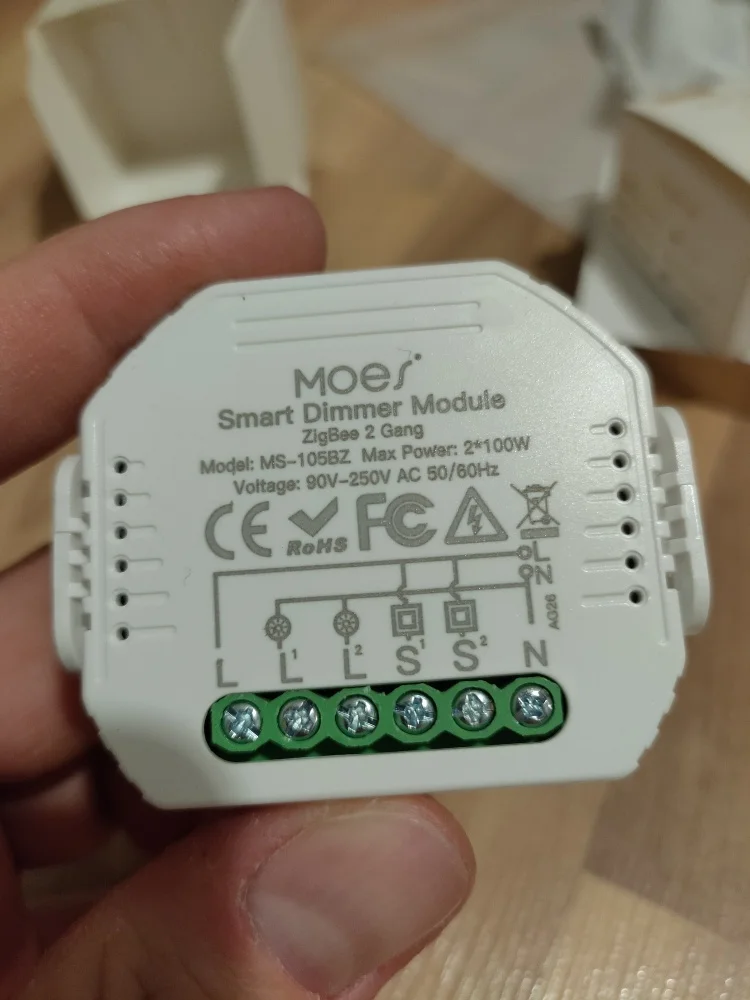 MOES
Smart Dimmer Module
ZigBee 2 Gang
Model: MS-105BZ Max Power: 2*100W
Voltage: 90V-250V AC 50/60Hz
CE RoHS FC
L
N
AG26
L L1 L2 S1 S2 N